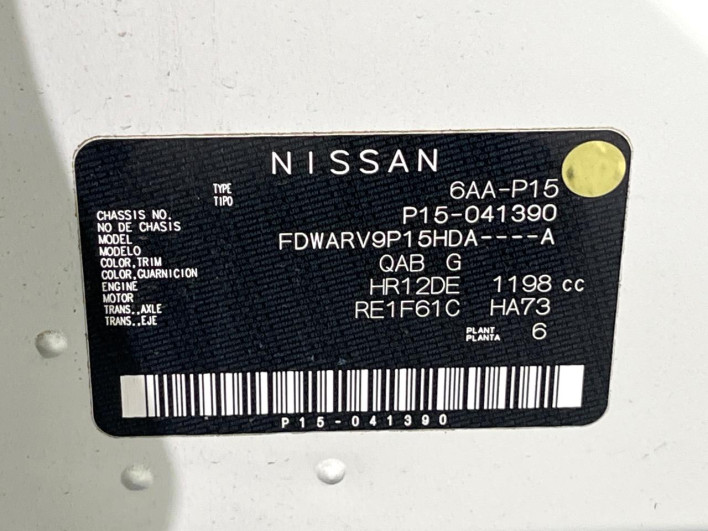 NISSAN
TYPE 6AA-P15
TIPO
CHASSIS NO. P15-041390
NO DE CHASIS
MODEL FDWARV9P15HDA----A
MODELO
COLOR,TRIM QAB G
COLOR,GUARNICION
ENGINE HR12DE 1198 cc
MOTOR
TRANS.,AXLE RE1F61C HA73
TRANS.,EJE
PLANT 6
PLANTA
P15-041390